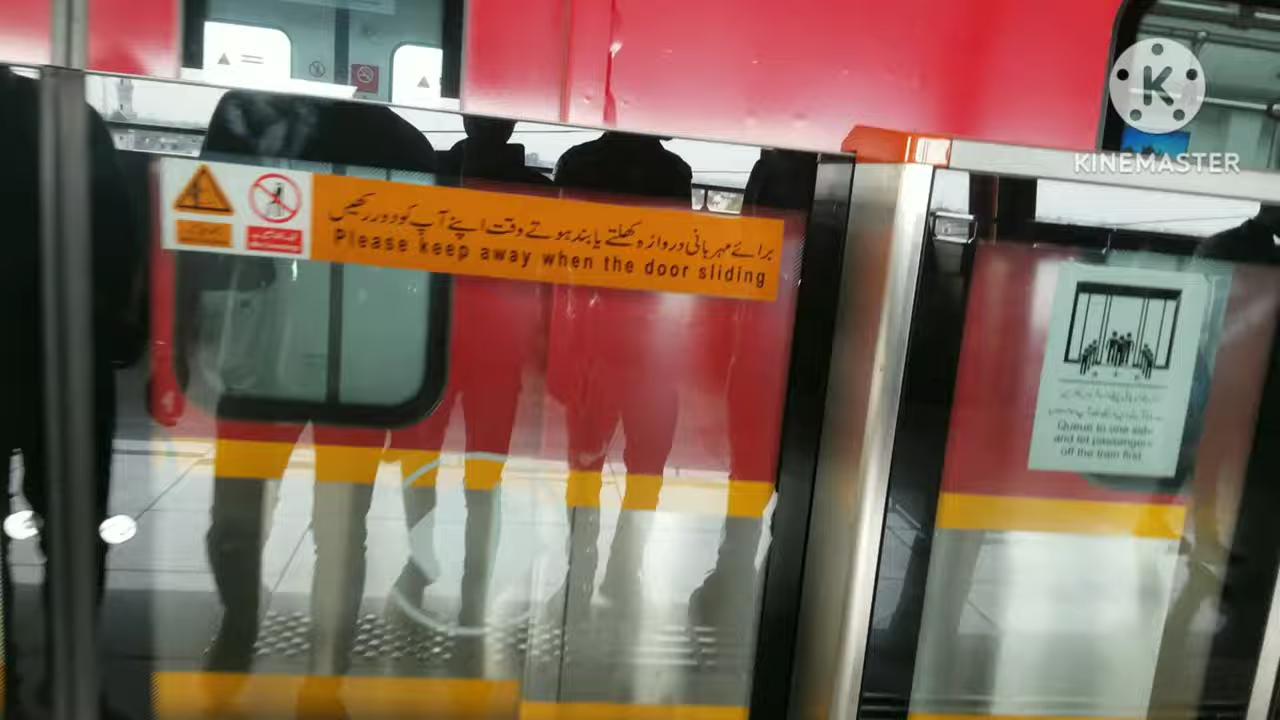 برائے مہربانی دروازہ کھلتے یا بند ہوتے وقت اپنے آپ کو دور رکھیں
Please keep away when the door sliding
Queue to one side
and let passengers
off the train first
KINEMASTER